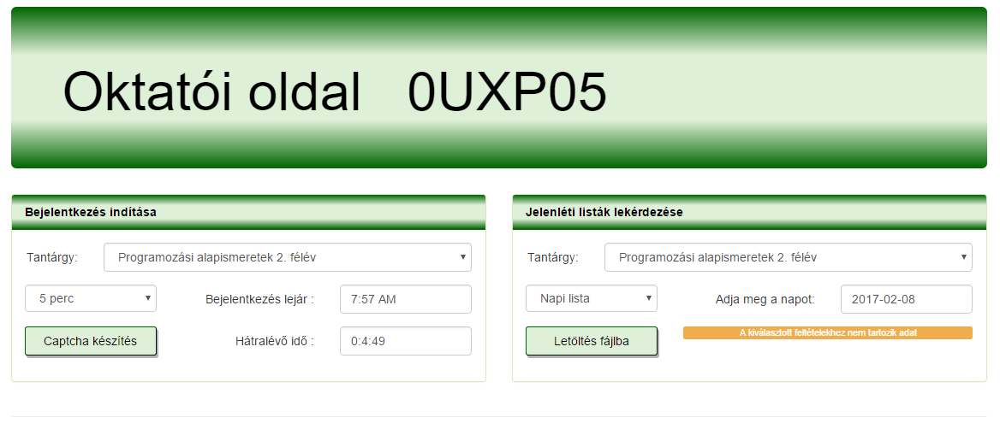 Oktatói oldal 0UXP05
Bejelentkezés indítása
Tantárgy: Programozási alapismeretek 2. félév
5 perc Bejelentkezés lejár : 7:57 AM
Captcha készítés Hátralévő idő : 0:4:49
Jelenléti listák lekérdezése
Tantárgy: Programozási alapismeretek 2. félév
Napi lista Adja meg a napot: 2017-02-08
Letöltés fájlba A kiválasztott feltételekhez nem tartozik adat